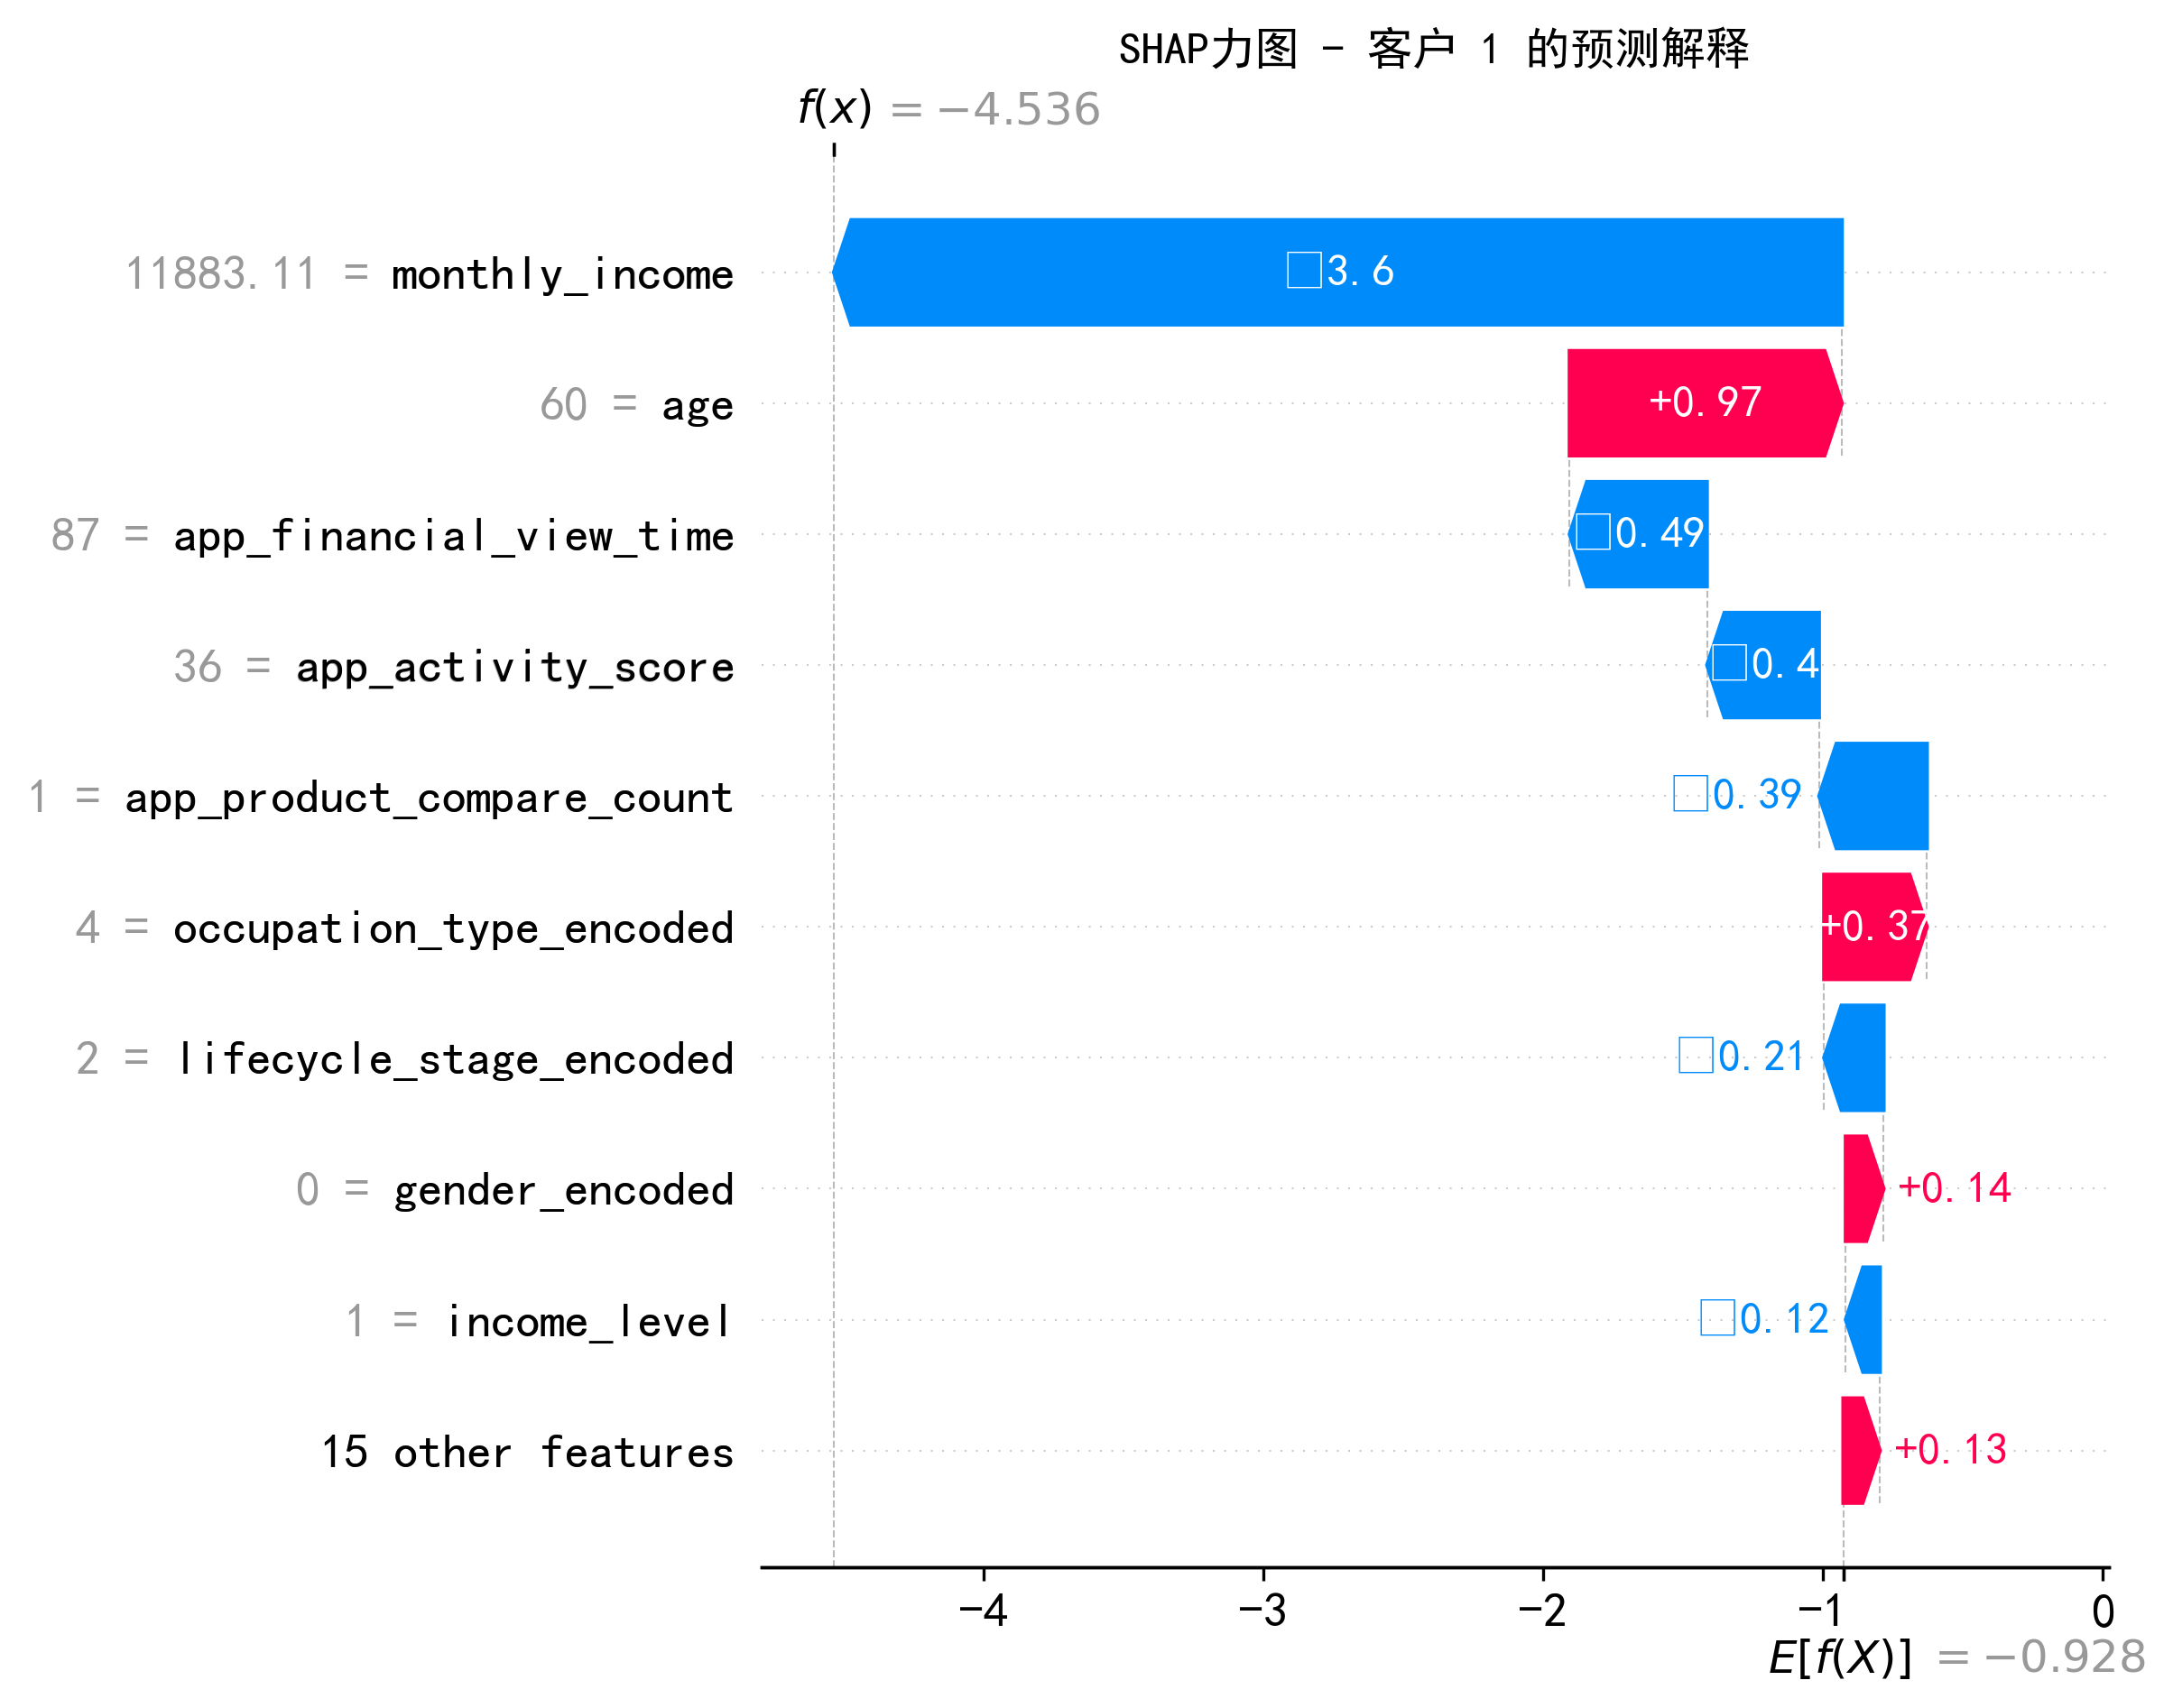 SHAP力图 - 客户 1 的预测解释
f(x) = −4.536
11883.11 = monthly_income
□3.6
60 = age
+0.97
87 = app_financial_view_time
□0.49
36 = app_activity_score
□0.4
1 = app_product_compare_count
□0.39
4 = occupation_type_encoded
+0.37
2 = lifecycle_stage_encoded
□0.21
0 = gender_encoded
+0.14
1 = income_level
□0.12
15 other features
+0.13
−4 −3 −2 −1 0
E[f(X)] = −0.928